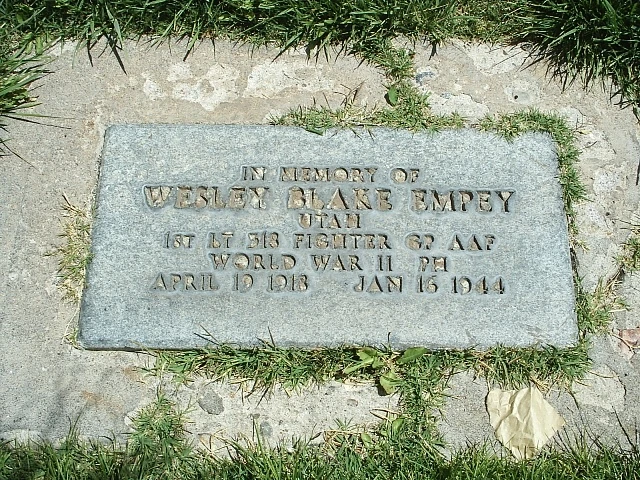 IN MEMORY OF
WESLEY BLAKE EMPEY
UTAH
1ST LT 318 FIGHTER GP AAF
WORLD WAR II PH
APRIL 19 1918 JAN 16 1944